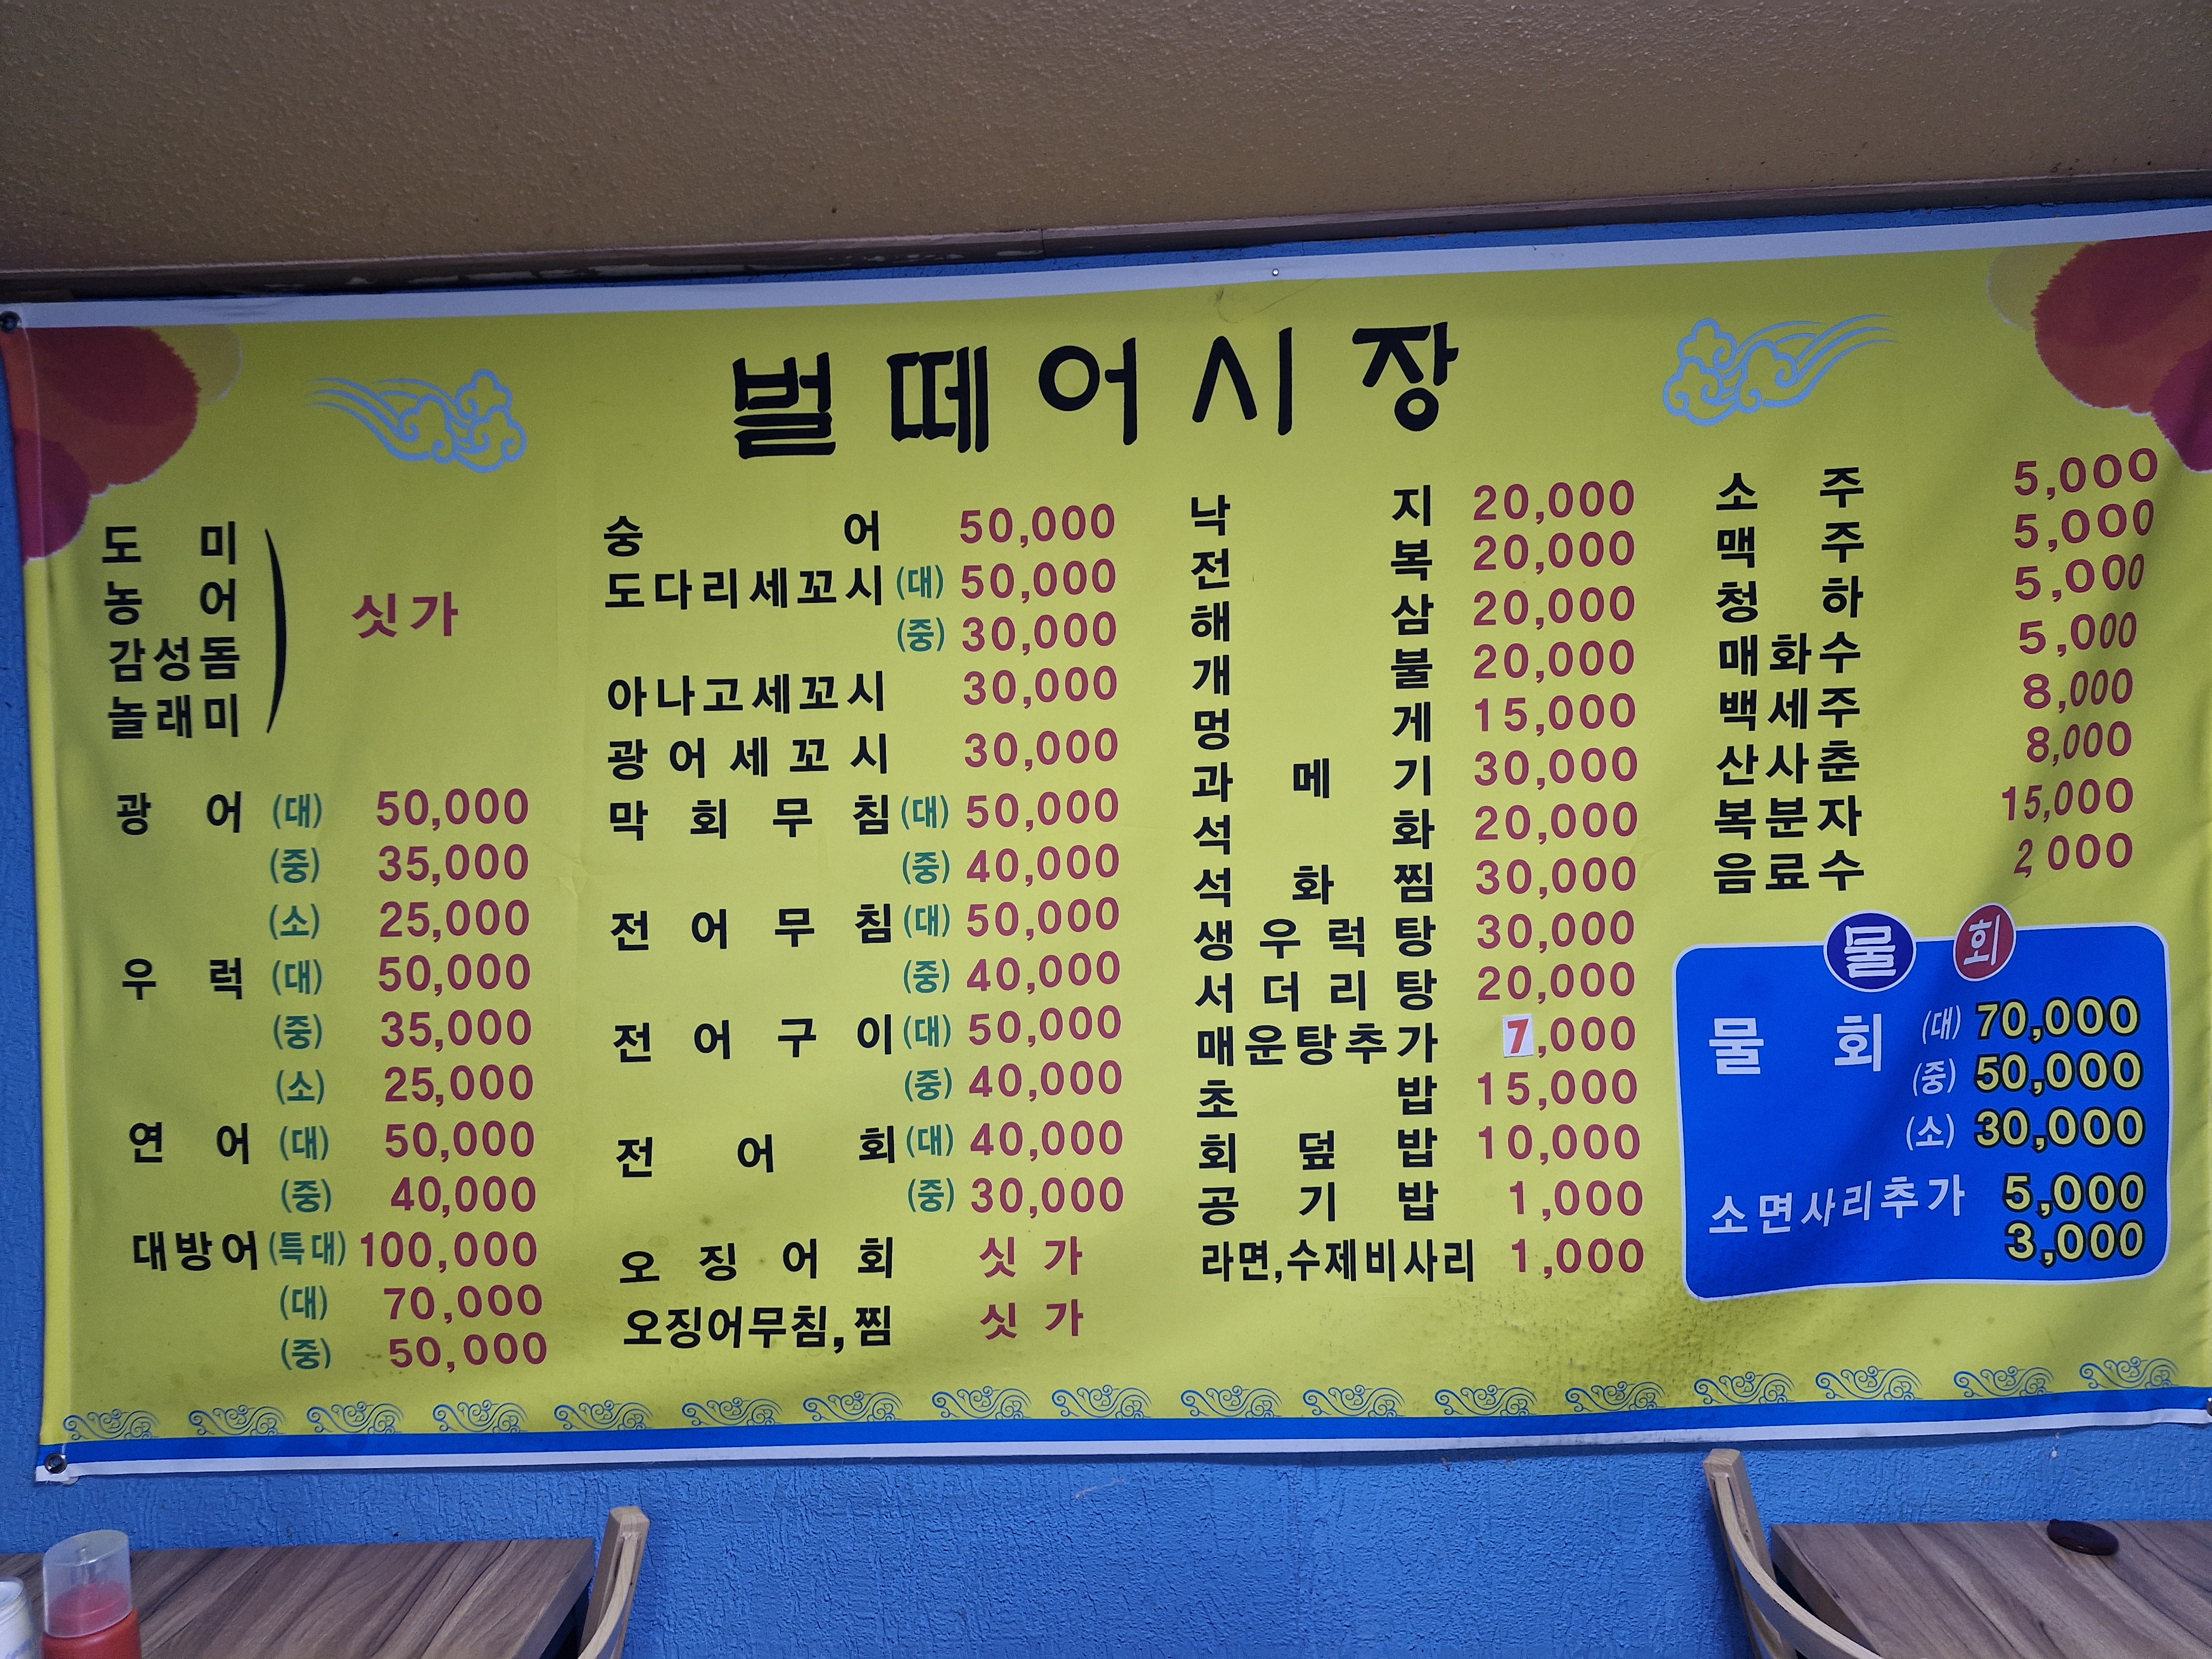 벌떼어시장
도미
농어
감성돔
놀래미
싯가
광어 (대) 50,000
(중) 35,000
(소) 25,000
우럭 (대) 50,000
(중) 35,000
(소) 25,000
연어 (대) 50,000
(중) 40,000
대방어 (특대) 100,000
(대) 70,000
(중) 50,000
숭어 50,000
도다리세꼬시 (대) 50,000
(중) 30,000
아나고세꼬시 30,000
광어세꼬시 30,000
막회무침 (대) 50,000
(중) 40,000
전어무침 (대) 50,000
(중) 40,000
전어구이 (대) 50,000
(중) 40,000
전어회 (대) 40,000
(중) 30,000
오징어회 싯가
오징어무침,찜 싯가
낙지 20,000
전복 20,000
해삼 20,000
개불 20,000
멍게 15,000
과메기 30,000
석화 20,000
석화찜 30,000
생우럭탕 30,000
서더리탕 20,000
매운탕추가 7,000
초밥 15,000
회덮밥 10,000
공기밥 1,000
라면,수제비사리 1,000
소주 5,000
맥주 5,000
청하 5,000
매화수 5,000
백세주 8,000
산사춘 8,000
복분자 15,000
음료수 2,000
물회
물회 (대) 70,000
(중) 50,000
(소) 30,000
소면사리추가 5,000
3,000